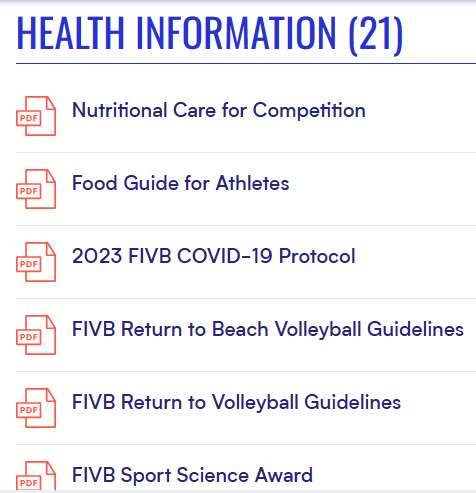 HEALTH INFORMATION (21)
PDF Nutritional Care for Competition
PDF Food Guide for Athletes
PDF 2023 FIVB COVID-19 Protocol
PDF FIVB Return to Beach Volleyball Guidelines
PDF FIVB Return to Volleyball Guidelines
PDF FIVB Sport Science Award